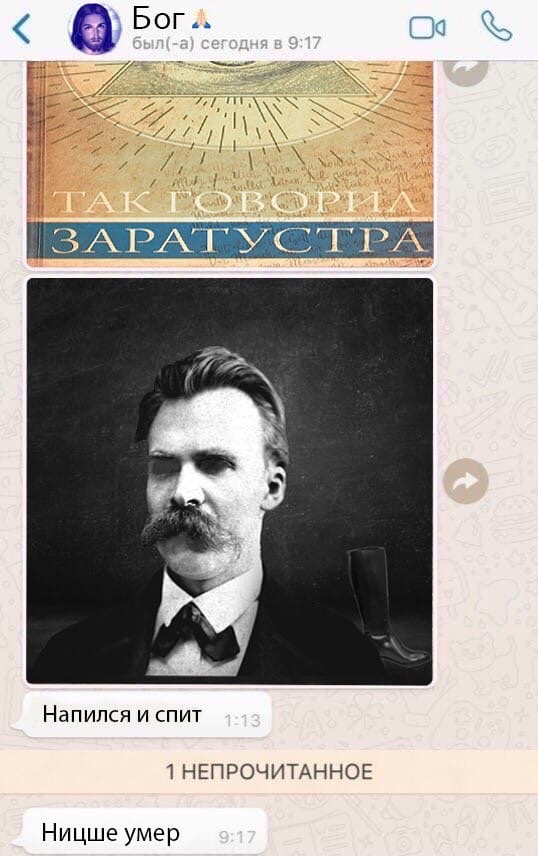 Бог
был(-а) сегодня в 9:17
ТАК ГОВОРИЛ
ЗАРАТУСТРА
Напился и спит 1:13
1 НЕПРОЧИТАННОЕ
Ницше умер 9:17